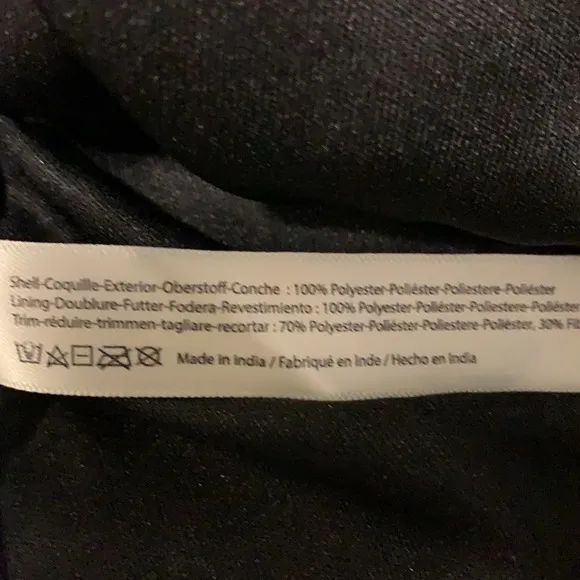 Shell-Coquille-Exterior-Oberstoff-Conche : 100% Polyester-Poliéster-Poliestere-Poliéster
Lining-Doublure-Futter-Fodera-Revestimiento : 100% Polyester-Poliéster-Poliestere-Poliéster
Trim-réduire-trimmen-tagliare-recortar : 70% Polyester-Poliéster-Poliestere-Poliéster, 30%
Made in India / Fabriqué en Inde / Hecho en India